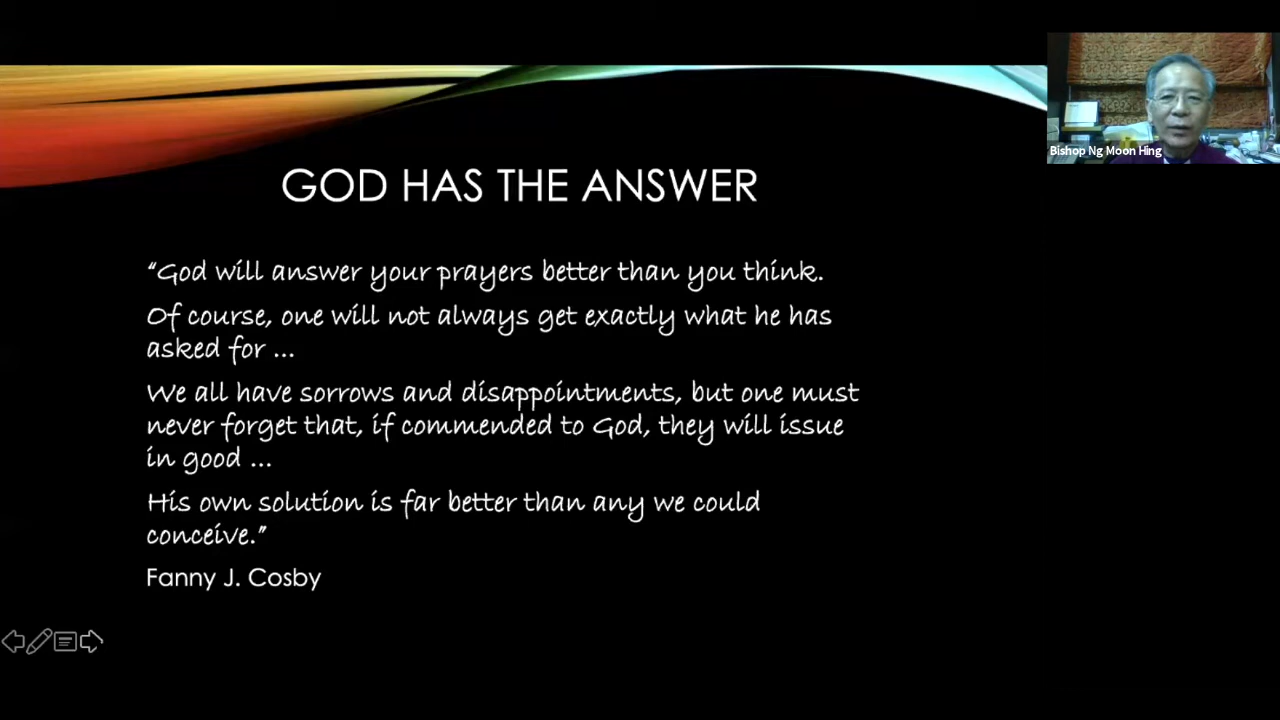 Bishop Ng Moon Hing
GOD HAS THE ANSWER
“God will answer your prayers better than you think.
Of course, one will not always get exactly what he has
asked for ...
We all have sorrows and disappointments, but one must
never forget that, if commended to God, they will issue
in good ...
His own solution is far better than any we could
conceive.”
Fanny J. Cosby